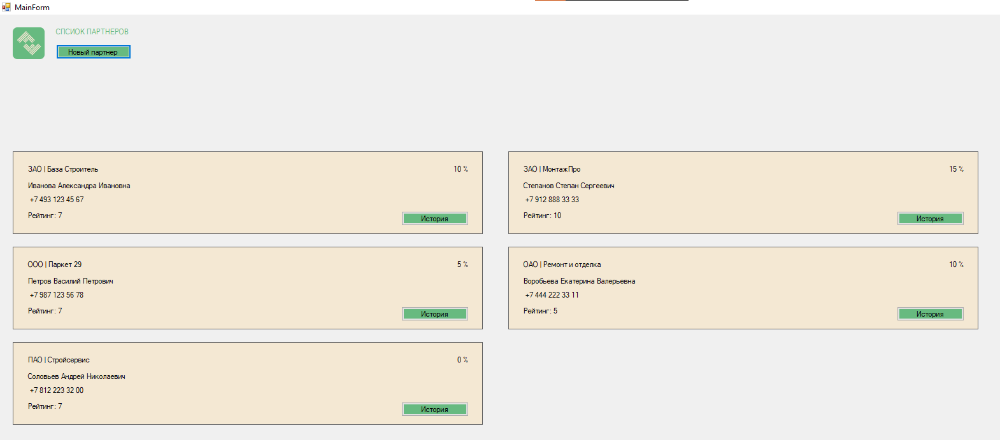 MainForm
СПСИОК ПАРТНЕРОВ
Новый партнер
ЗАО | База Строитель
10 %
Иванова Александра Ивановна
+7 493 123 45 67
Рейтинг: 7
История
ЗАО | МонтажПро
15 %
Степанов Степан Сергеевич
+7 912 888 33 33
Рейтинг: 10
История
ООО | Паркет 29
5 %
Петров Василий Петрович
+7 987 123 56 78
Рейтинг: 7
История
ОАО | Ремонт и отделка
10 %
Воробьева Екатерина Валерьевна
+7 444 222 33 11
Рейтинг: 5
История
ПАО | Стройсервис
0 %
Соловьев Андрей Николаевич
+7 812 223 32 00
Рейтинг: 7
История